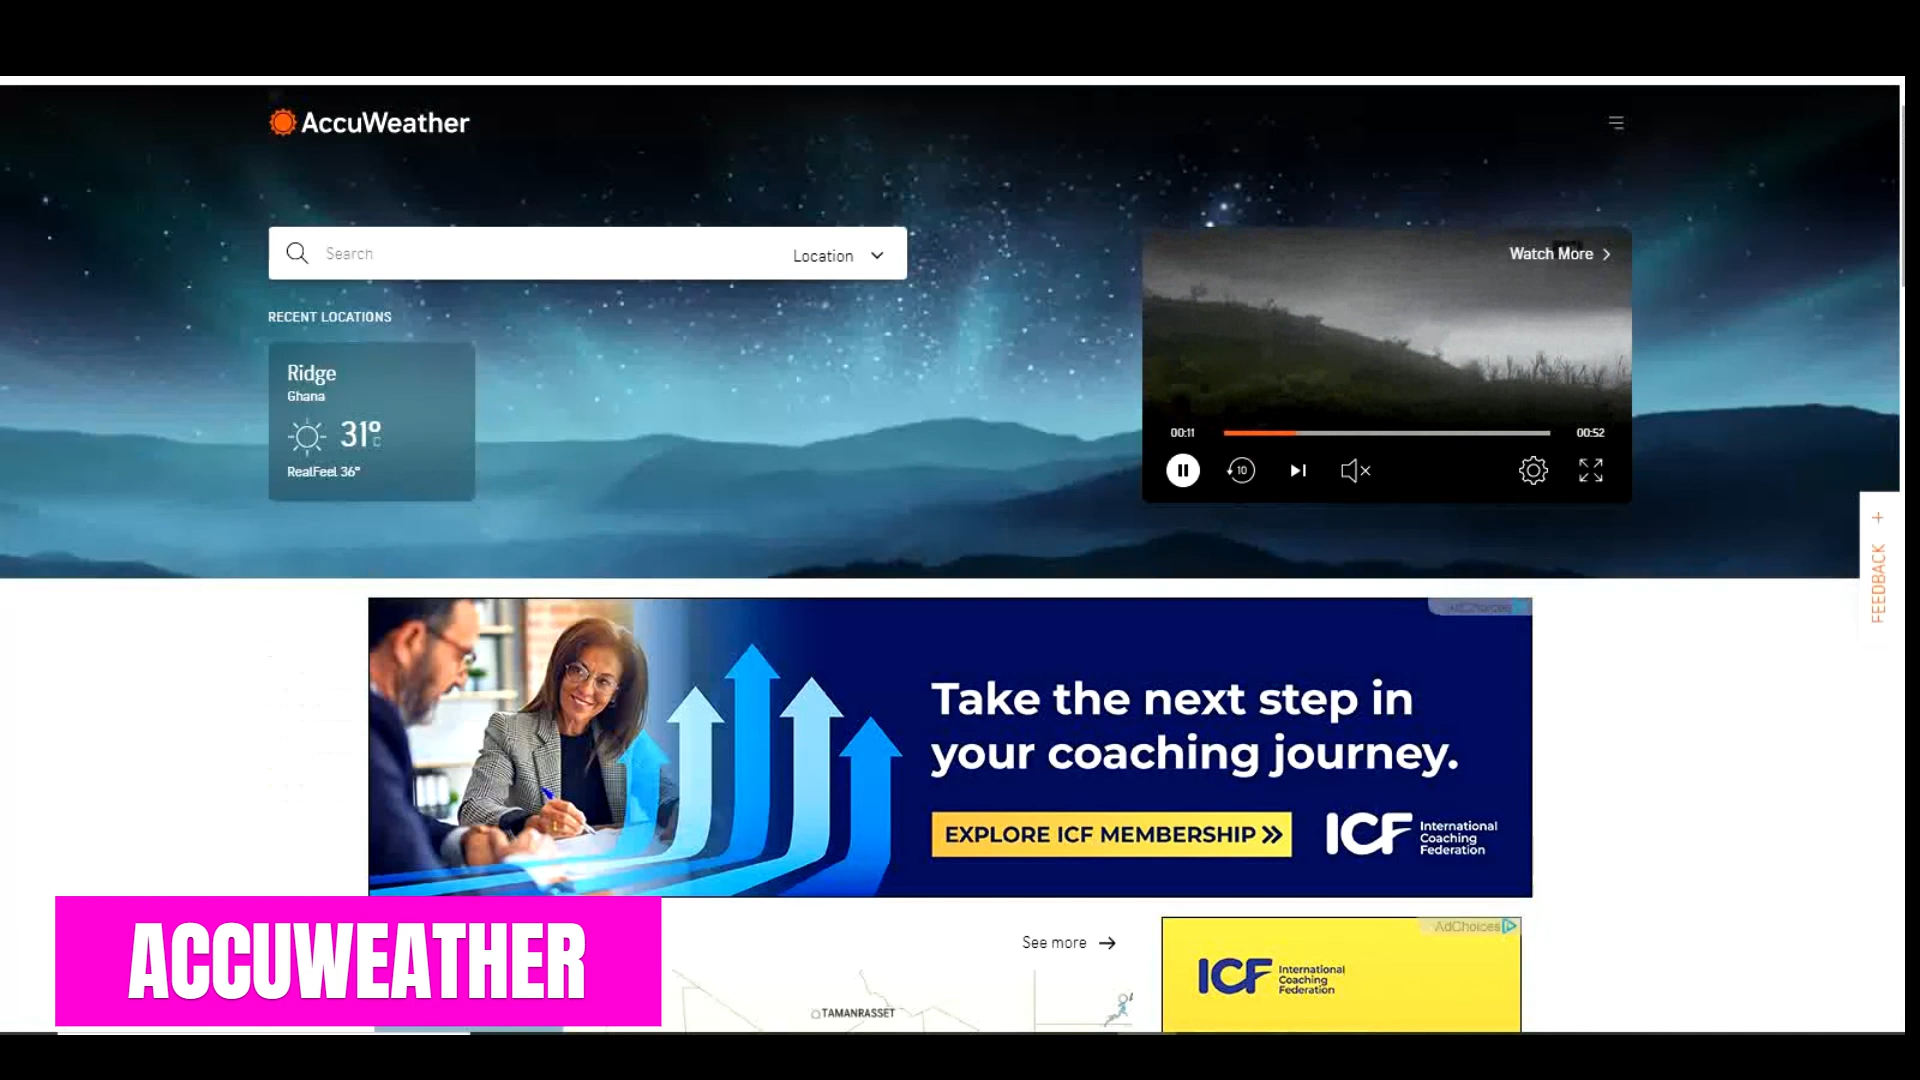 AccuWeather
Search
Location
Watch More
RECENT LOCATIONS
Ridge
Ghana
31°
C
RealFeel 36°
00:11
00:52
10
FEEDBACK +
AdChoices
Take the next step in
your coaching journey.
EXPLORE ICF MEMBERSHIP
ICF International
Coaching
Federation
ACCUWEATHER
See more
TAMANRASSET
AdChoices
ICF International
Coaching
Federation